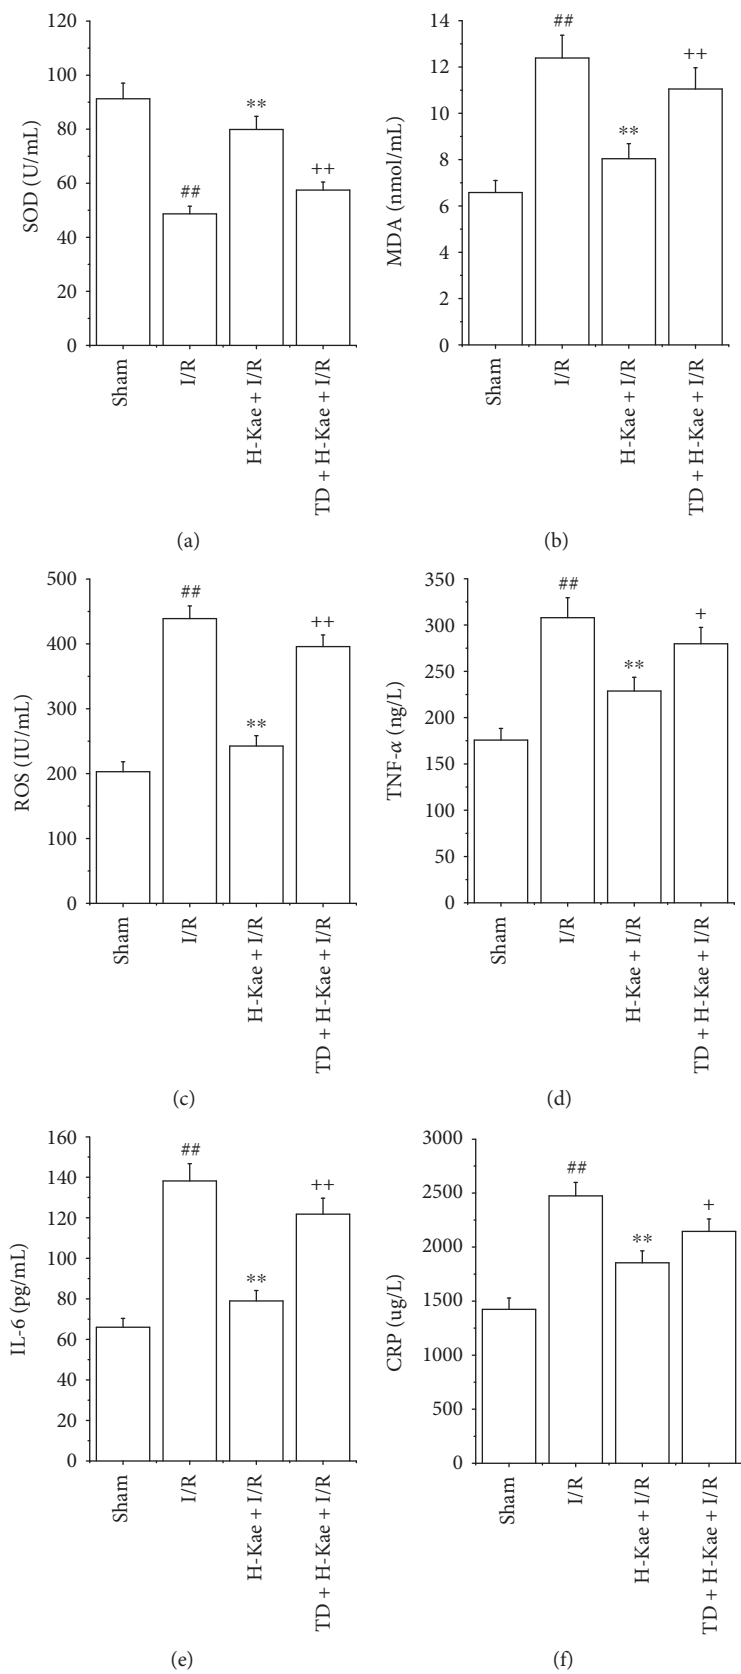 SOD (U/mL)
120
100
80
60
40
20
0
##
**
++
Sham
I/R
H-Kae + I/R
TD + H-Kae + I/R
(a)
MDA (nmol/mL)
14
12
10
8
6
4
2
0
##
**
++
Sham
I/R
H-Kae + I/R
TD + H-Kae + I/R
(b)
ROS (IU/mL)
500
400
300
200
100
0
##
**
++
Sham
I/R
H-Kae + I/R
TD + H-Kae + I/R
(c)
TNF-α (ng/L)
350
300
250
200
175
150
100
50
0
##
**
+
Sham
I/R
H-Kae + I/R
TD + H-Kae + I/R
(d)
IL-6 (pg/mL)
160
140
120
100
80
60
40
20
0
##
**
++
Sham
I/R
H-Kae + I/R
TD + H-Kae + I/R
(e)
CRP (ug/L)
3000
2500
2000
1500
1000
500
0
##
**
+
Sham
I/R
H-Kae + I/R
TD + H-Kae + I/R
(f)